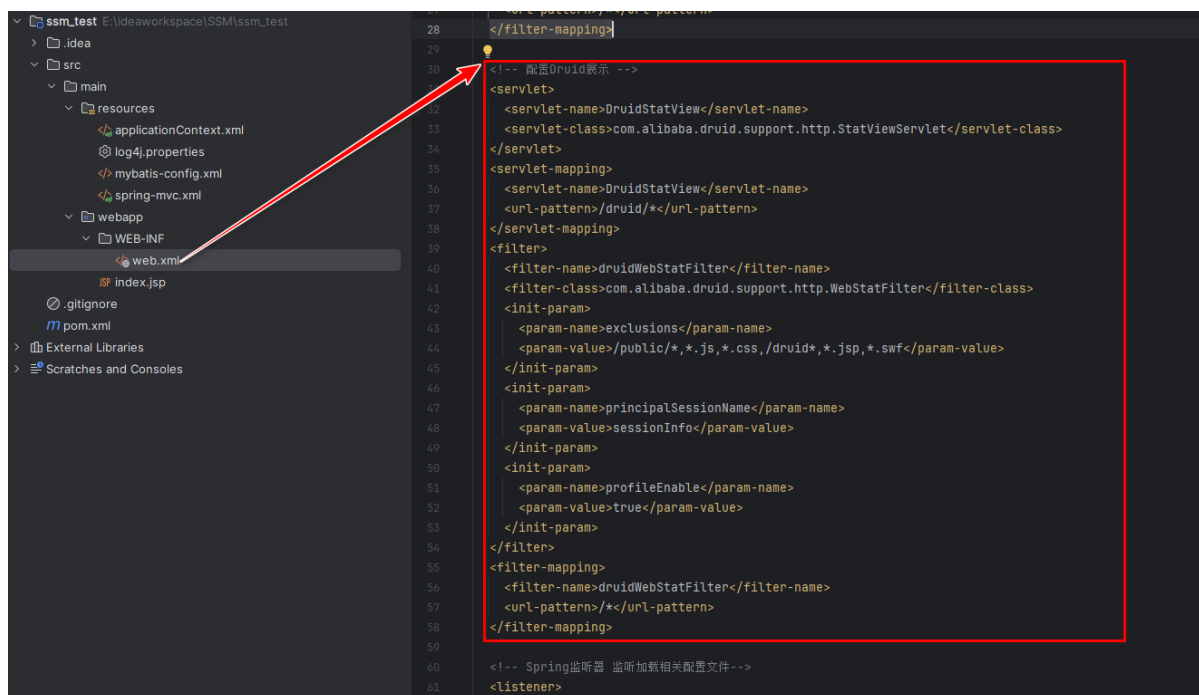 ssm_test E:\ideaworkspace\SSM\ssm_test
.idea
src
main
resources
applicationContext.xml
log4j.properties
mybatis-config.xml
spring-mvc.xml
webapp
WEB-INF
web.xml
index.jsp
.gitignore
pom.xml
External Libraries
Scratches and Consoles
27 <url-pattern>/*</url-pattern>
28 </filter-mapping>
29
30 <!-- 配置Druid展示 -->
<servlet>
32 <servlet-name>DruidStatView</servlet-name>
33 <servlet-class>com.alibaba.druid.support.http.StatViewServlet</servlet-class>
34 </servlet>
35 <servlet-mapping>
36 <servlet-name>DruidStatView</servlet-name>
37 <url-pattern>/druid/*</url-pattern>
38 </servlet-mapping>
39 <filter>
40 <filter-name>druidWebStatFilter</filter-name>
41 <filter-class>com.alibaba.druid.support.http.WebStatFilter</filter-class>
42 <init-param>
43 <param-name>exclusions</param-name>
44 <param-value>/public/*,*.js,*.css,/druid*,*.jsp,*.swf</param-value>
45 </init-param>
46 <init-param>
47 <param-name>principalSessionName</param-name>
48 <param-value>sessionInfo</param-value>
49 </init-param>
50 <init-param>
51 <param-name>profileEnable</param-name>
52 <param-value>true</param-value>
53 </init-param>
54 </filter>
55 <filter-mapping>
56 <filter-name>druidWebStatFilter</filter-name>
57 <url-pattern>/*</url-pattern>
58 </filter-mapping>
59
60 <!-- Spring监听器 监听加载相关配置文件-->
61 <listener>